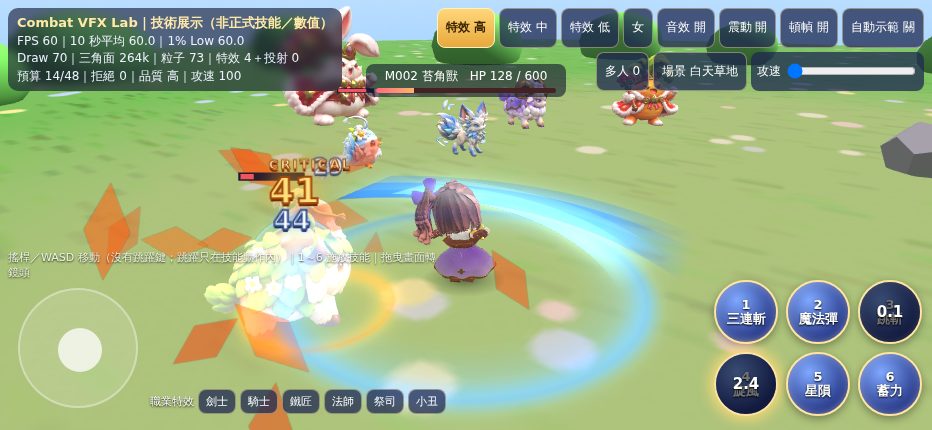 Combat VFX Lab｜技術展示（非正式技能／數值）
FPS 60｜10 秒平均 60.0｜1% Low 60.0
Draw 70｜三角面 264k｜粒子 73｜特效 4＋投射 0
預算 14/48｜拒絕 0｜品質 高｜攻速 100
特效 高
特效 中
特效 低
女
音效 開
震動 開
頓幀 開
自動示範 關
M002 苔角獸 HP 128 / 600
多人 0
場景 白天草地
攻速
CRITICAL
41
44
搖桿／WASD 移動（沒有跳躍鍵；跳躍只在技能動作內）｜1～6 施放技能｜拖曳畫面轉
鏡頭
1
三連斬
2
魔法彈
0.1
2.4
5
星隕
6
蓄力
職業特效
劍士
騎士
鐵匠
法師
祭司
小丑